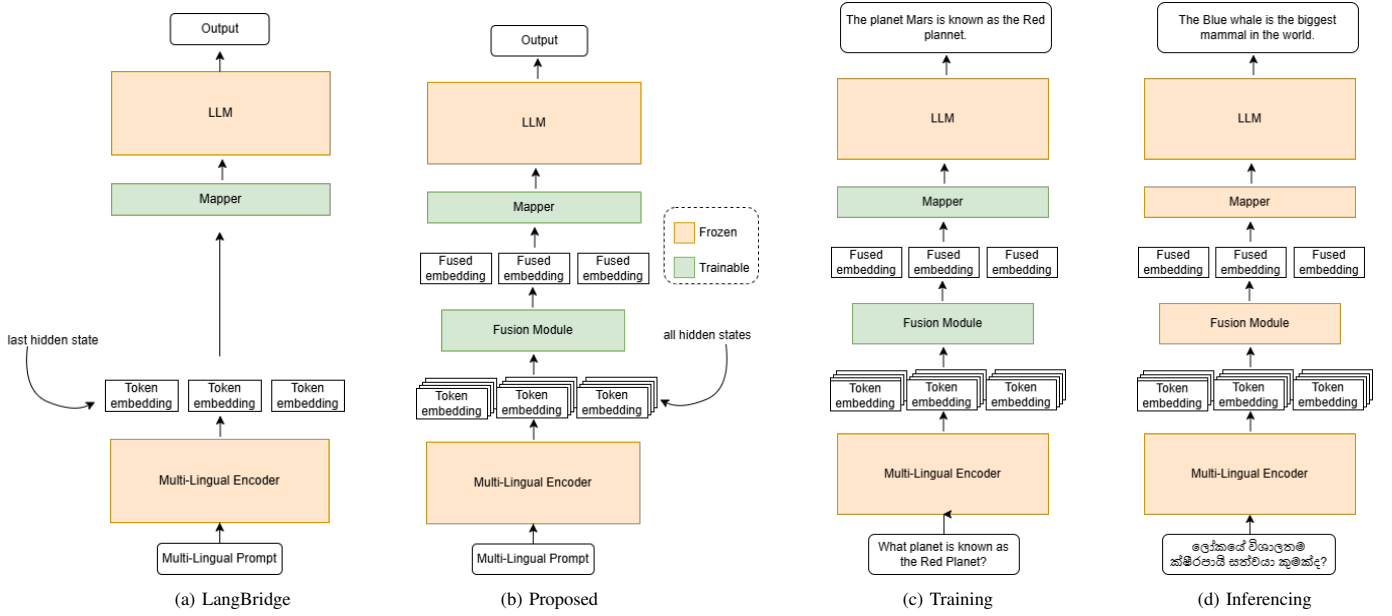 Output
LLM
Mapper
last hidden state
Token
embedding
Token
embedding
Token
embedding
Multi-Lingual Encoder
Multi-Lingual Prompt
(a) LangBridge
Output
LLM
Mapper
Fused
embedding
Fused
embedding
Fused
embedding
Fusion Module
all hidden states
Token
embedding
Token
embedding
Token
embedding
Multi-Lingual Encoder
Multi-Lingual Prompt
(b) Proposed
Frozen
Trainable
The planet Mars is known as the Red
plannet.
LLM
Mapper
Fused
embedding
Fused
embedding
Fused
embedding
Fusion Module
Token
embedding
Token
embedding
Token
embedding
Multi-Lingual Encoder
What planet is known as
the Red Planet?
(c) Training
The Blue whale is the biggest
mammal in the world.
LLM
Mapper
Fused
embedding
Fused
embedding
Fused
embedding
Fusion Module
Token
embedding
Token
embedding
Token
embedding
Multi-Lingual Encoder
ලෝකයේ විශාලතම
ක්ෂීරපායි සත්වයා කුමක්ද?
(d) Inferencing